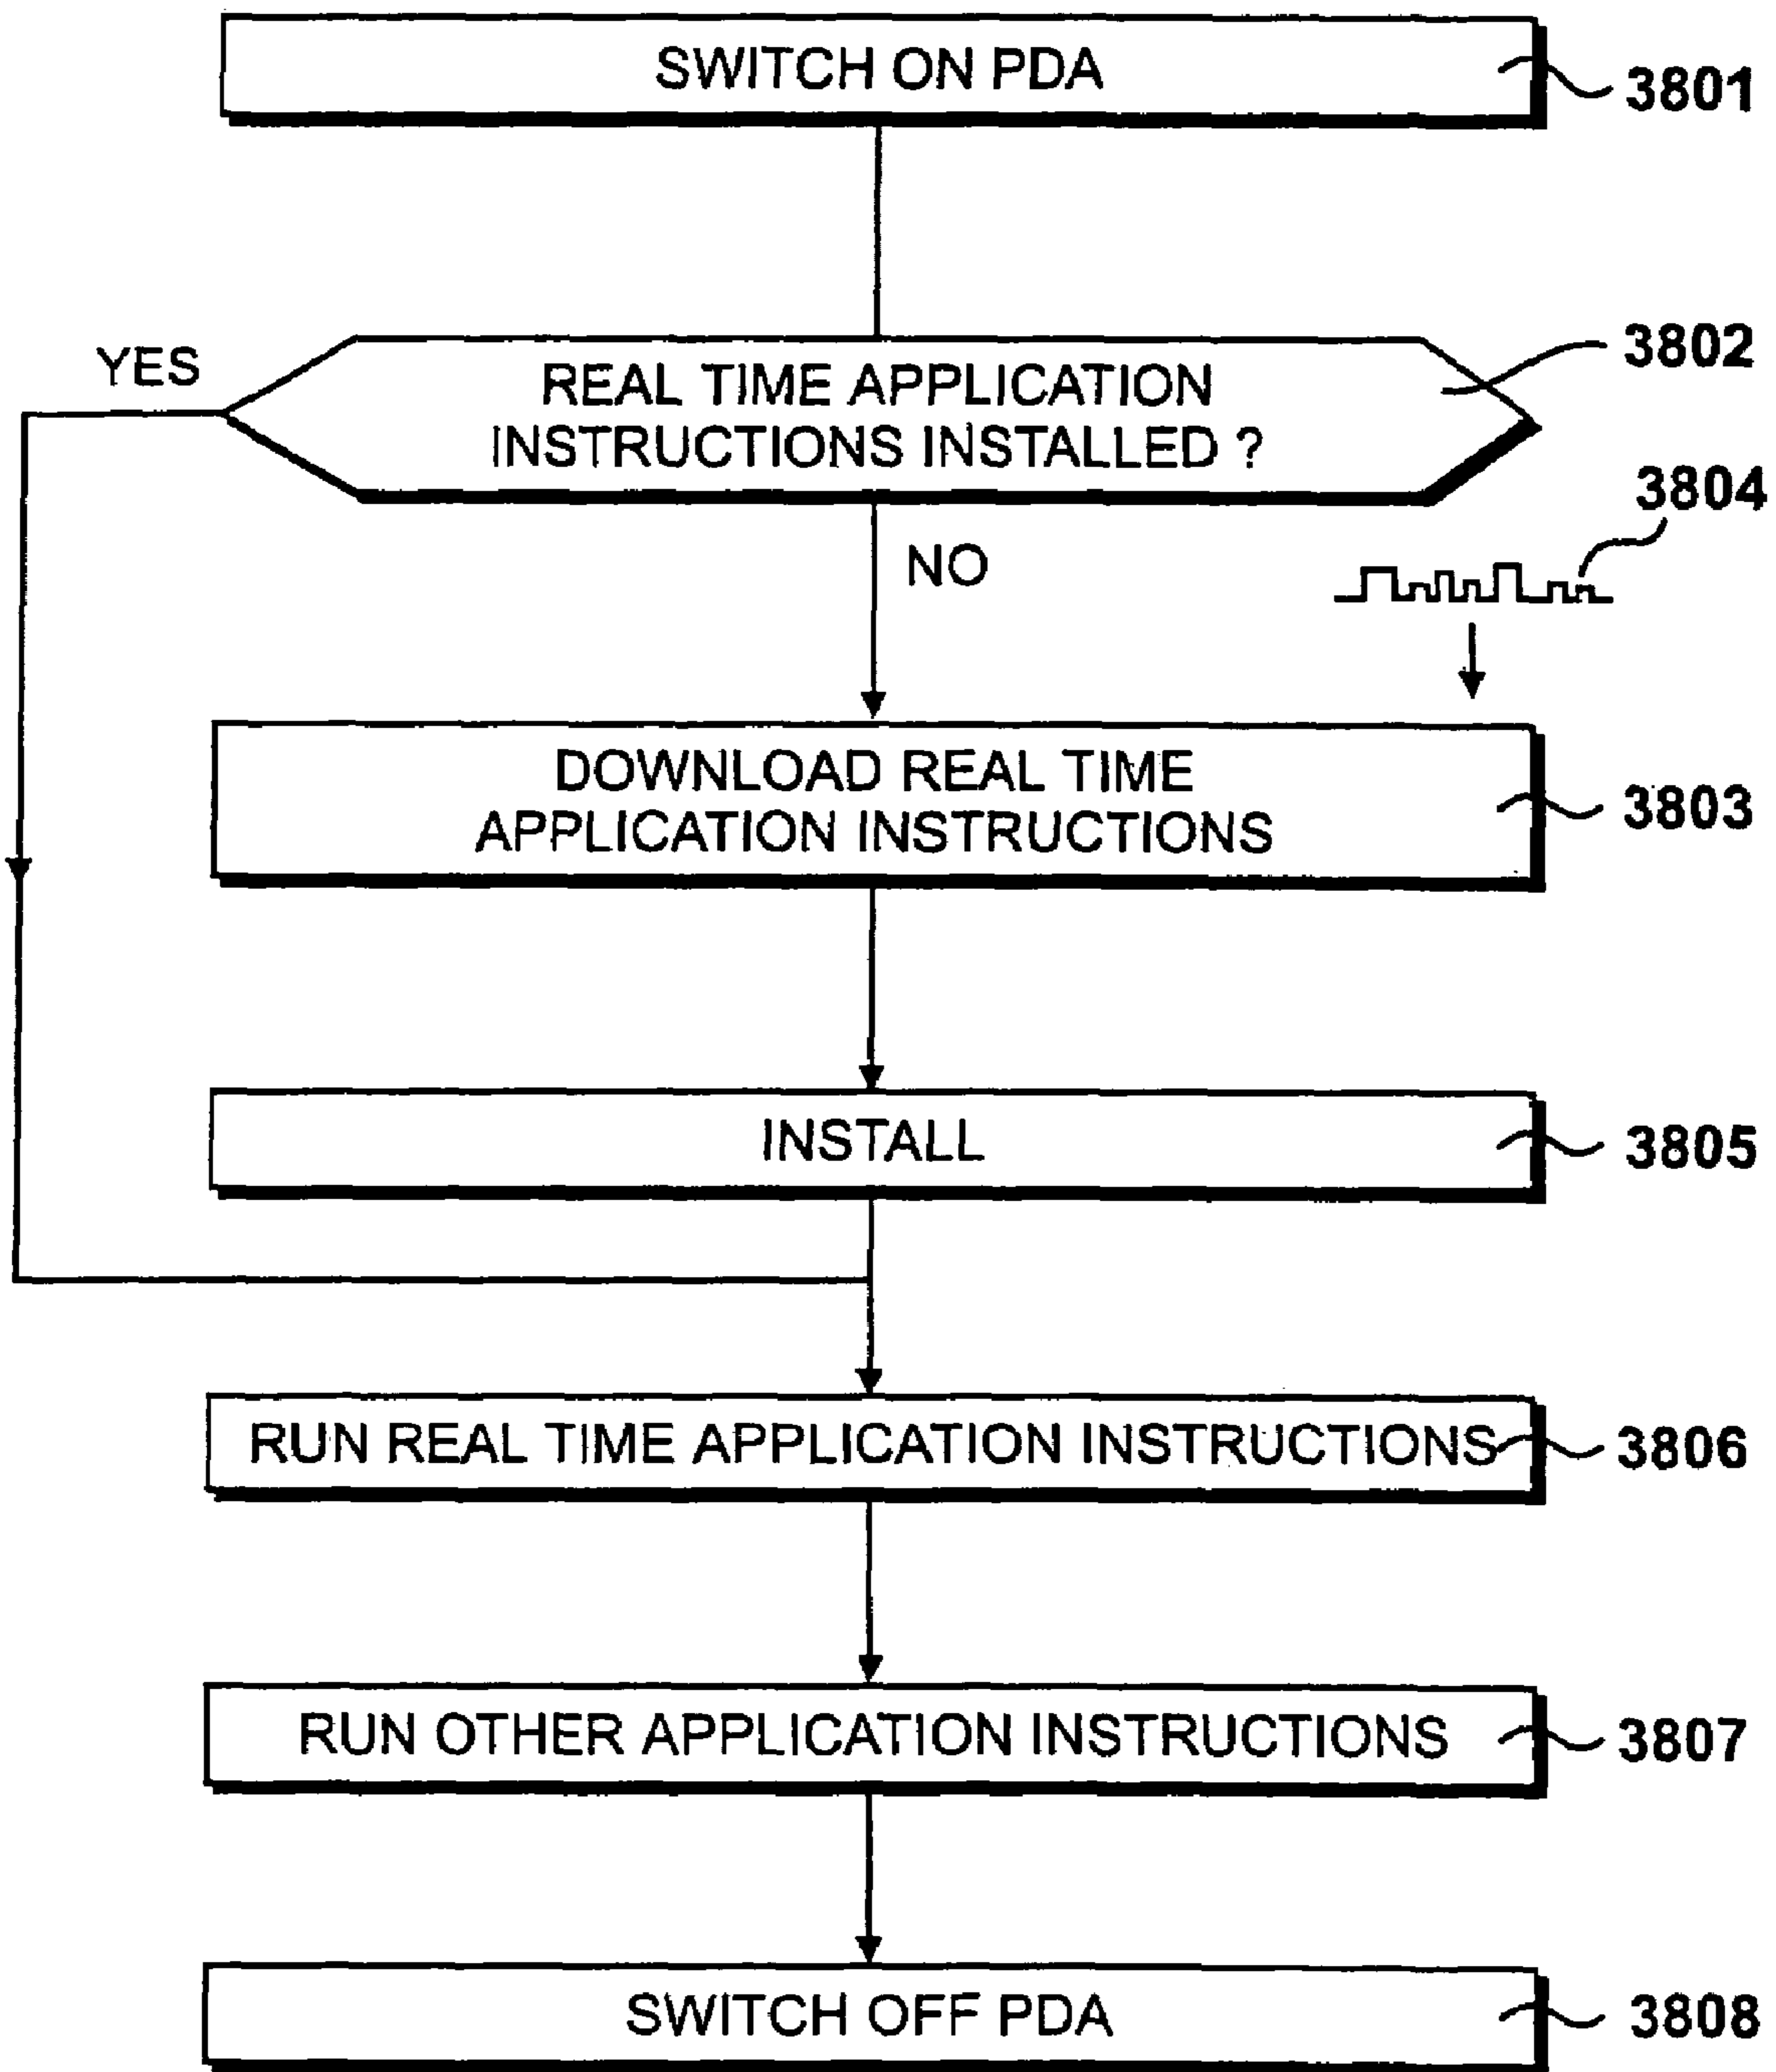 SWITCH ON PDA
3801
YES
REAL TIME APPLICATION
INSTRUCTIONS INSTALLED ?
3802
3804
NO
DOWNLOAD REAL TIME
APPLICATION INSTRUCTIONS
3803
INSTALL
3805
RUN REAL TIME APPLICATION INSTRUCTIONS
3806
RUN OTHER APPLICATION INSTRUCTIONS
3807
SWITCH OFF PDA
3808